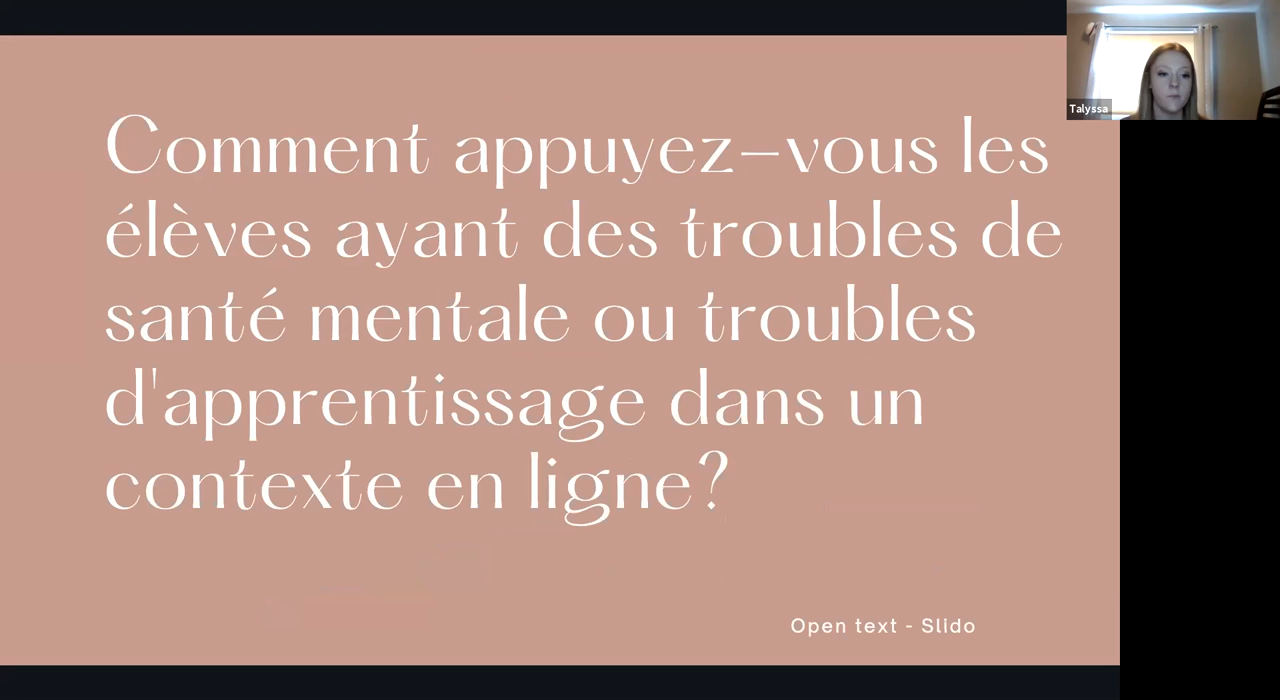 Comment appuyez-vous les
élèves ayant des troubles de
santé mentale ou troubles
d'apprentissage dans un
contexte en ligne?
Open text - Slido
Talyssa